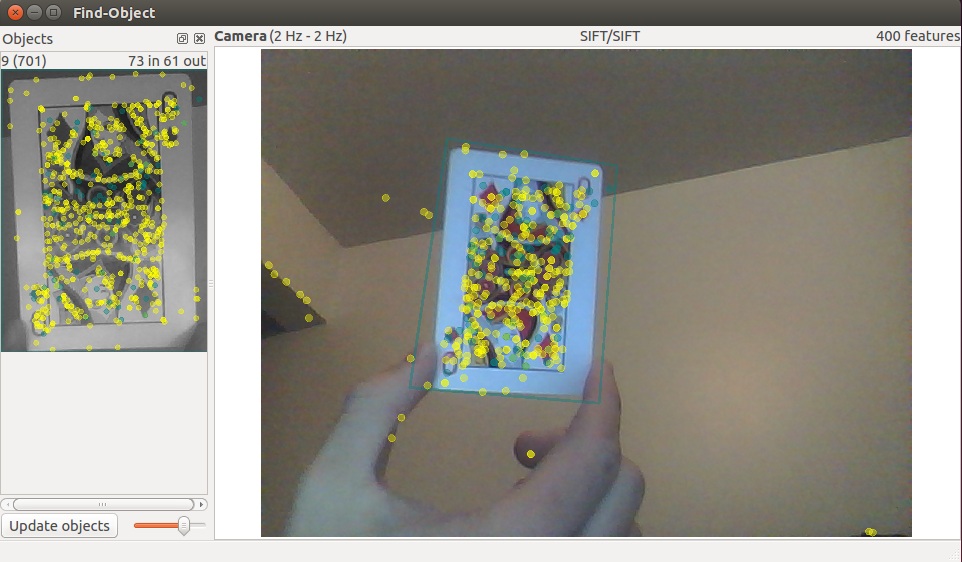 Find-Object
Objects
Camera (2 Hz - 2 Hz)
SIFT/SIFT
400 features
9 (701)
73 in 61 out
Update objects